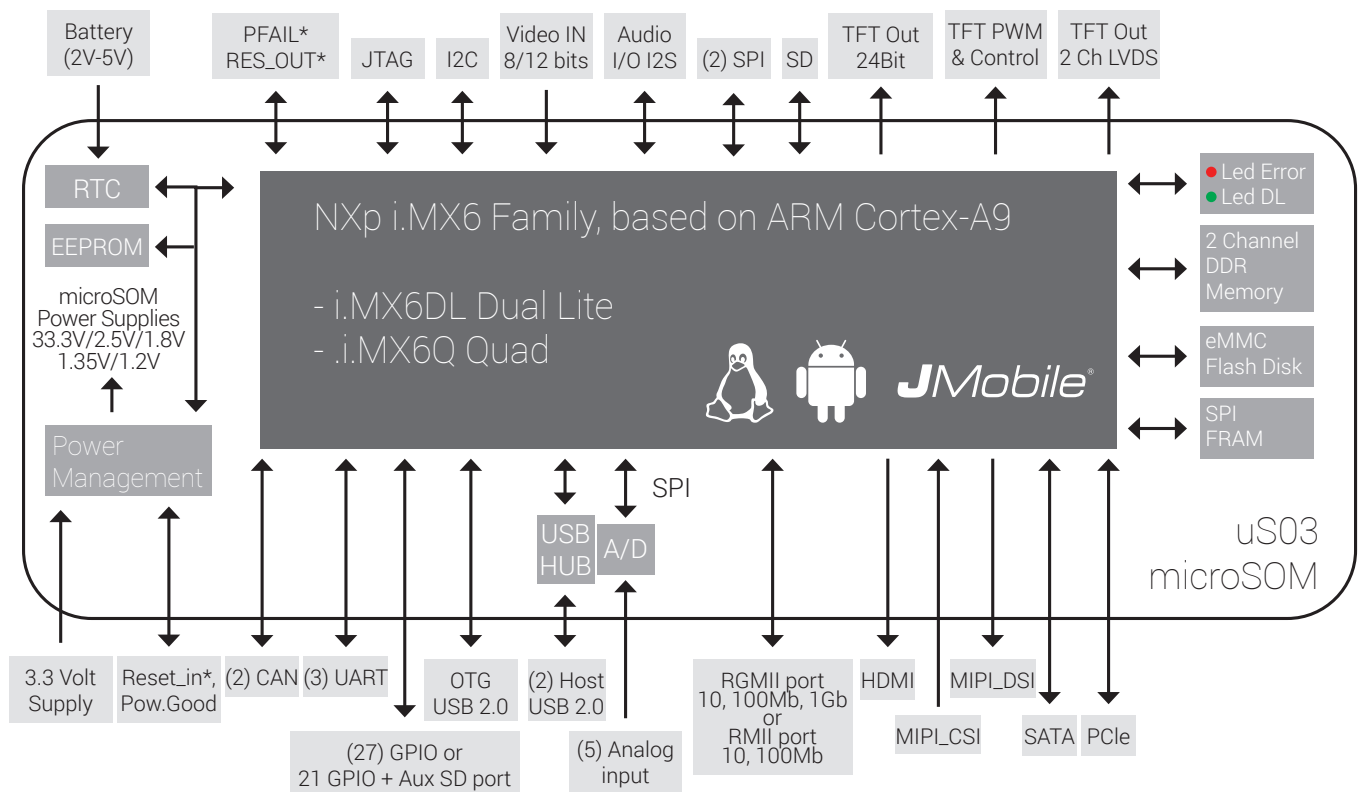 Battery
(2V-5V)
PFAIL*
RES_OUT*
JTAG
I2C
Video IN
8/12 bits
Audio
I/O I2S
(2) SPI
SD
TFT Out
24Bit
TFT PWM
& Control
TFT Out
2 Ch LVDS
RTC
EEPROM
microSOM
Power Supplies
33.3V/2.5V/1.8V
1.35V/1.2V
Power
Management
NXp i.MX6 Family, based on ARM Cortex-A9
- i.MX6DL Dual Lite
- .i.MX6Q Quad
JMobile®
Led Error
Led DL
2 Channel
DDR
Memory
eMMC
Flash Disk
SPI
FRAM
SPI
USB
HUB
A/D
uS03
microSOM
3.3 Volt
Supply
Reset_in*,
Pow.Good
(2) CAN
(3) UART
OTG
USB 2.0
(2) Host
USB 2.0
RGMII port
10, 100Mb, 1Gb
or
RMII port
10, 100Mb
HDMI
MIPI_DSI
(27) GPIO or
21 GPIO + Aux SD port
(5) Analog
input
MIPI_CSI
SATA
PCIe